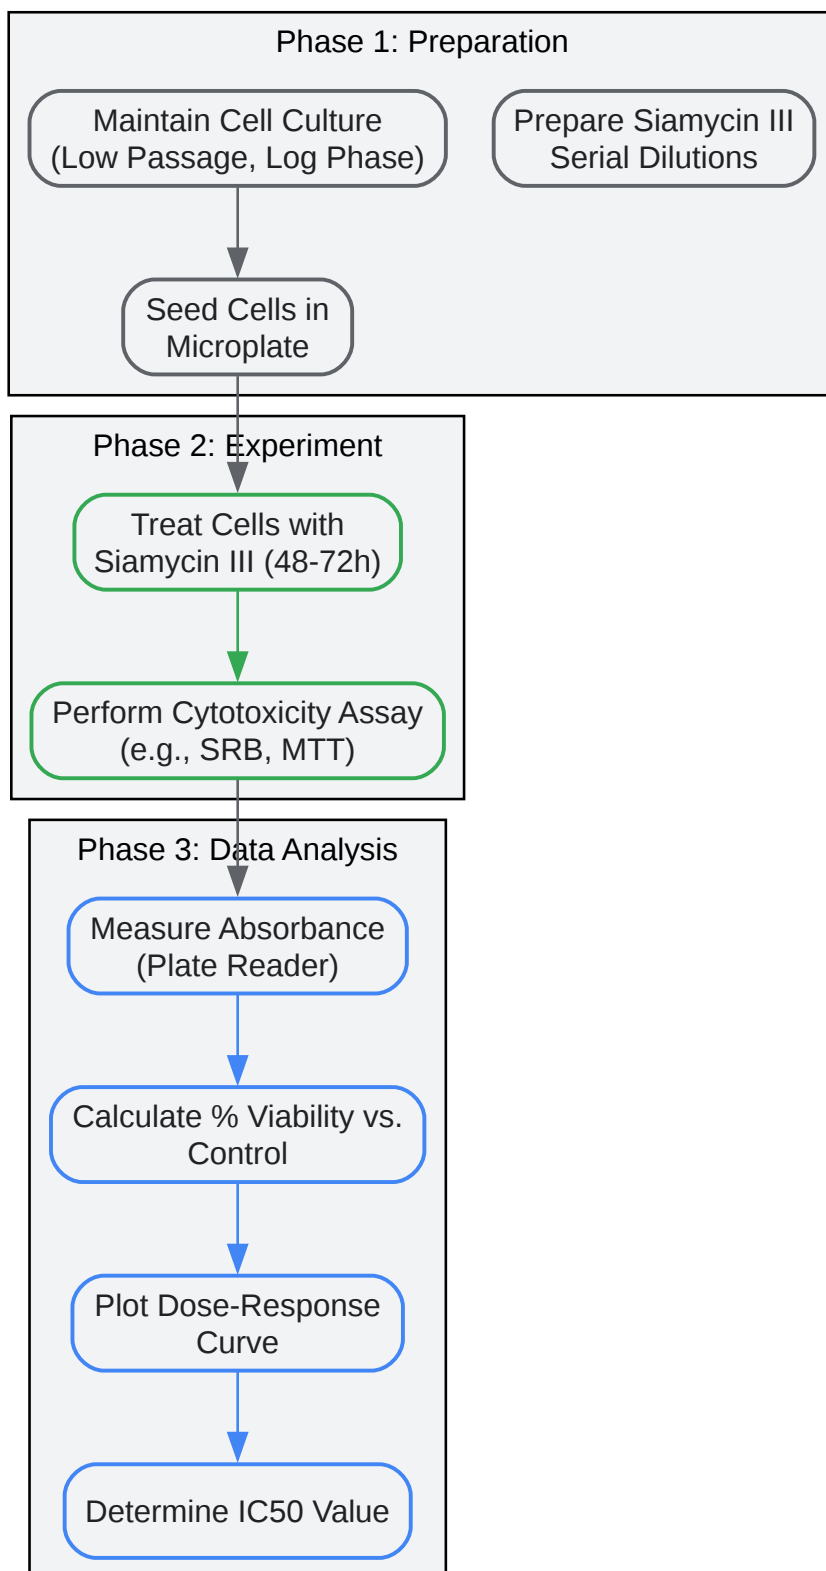 Phase 1: Preparation
Maintain Cell Culture
(Low Passage, Log Phase)
Prepare Siamycin III
Serial Dilutions
Seed Cells in
Microplate
Phase 2: Experiment
Treat Cells with
Siamycin III (48-72h)
Perform Cytotoxicity Assay
(e.g., SRB, MTT)
Phase 3: Data Analysis
Measure Absorbance
(Plate Reader)
Calculate % Viability vs.
Control
Plot Dose-Response
Curve
Determine IC50 Value